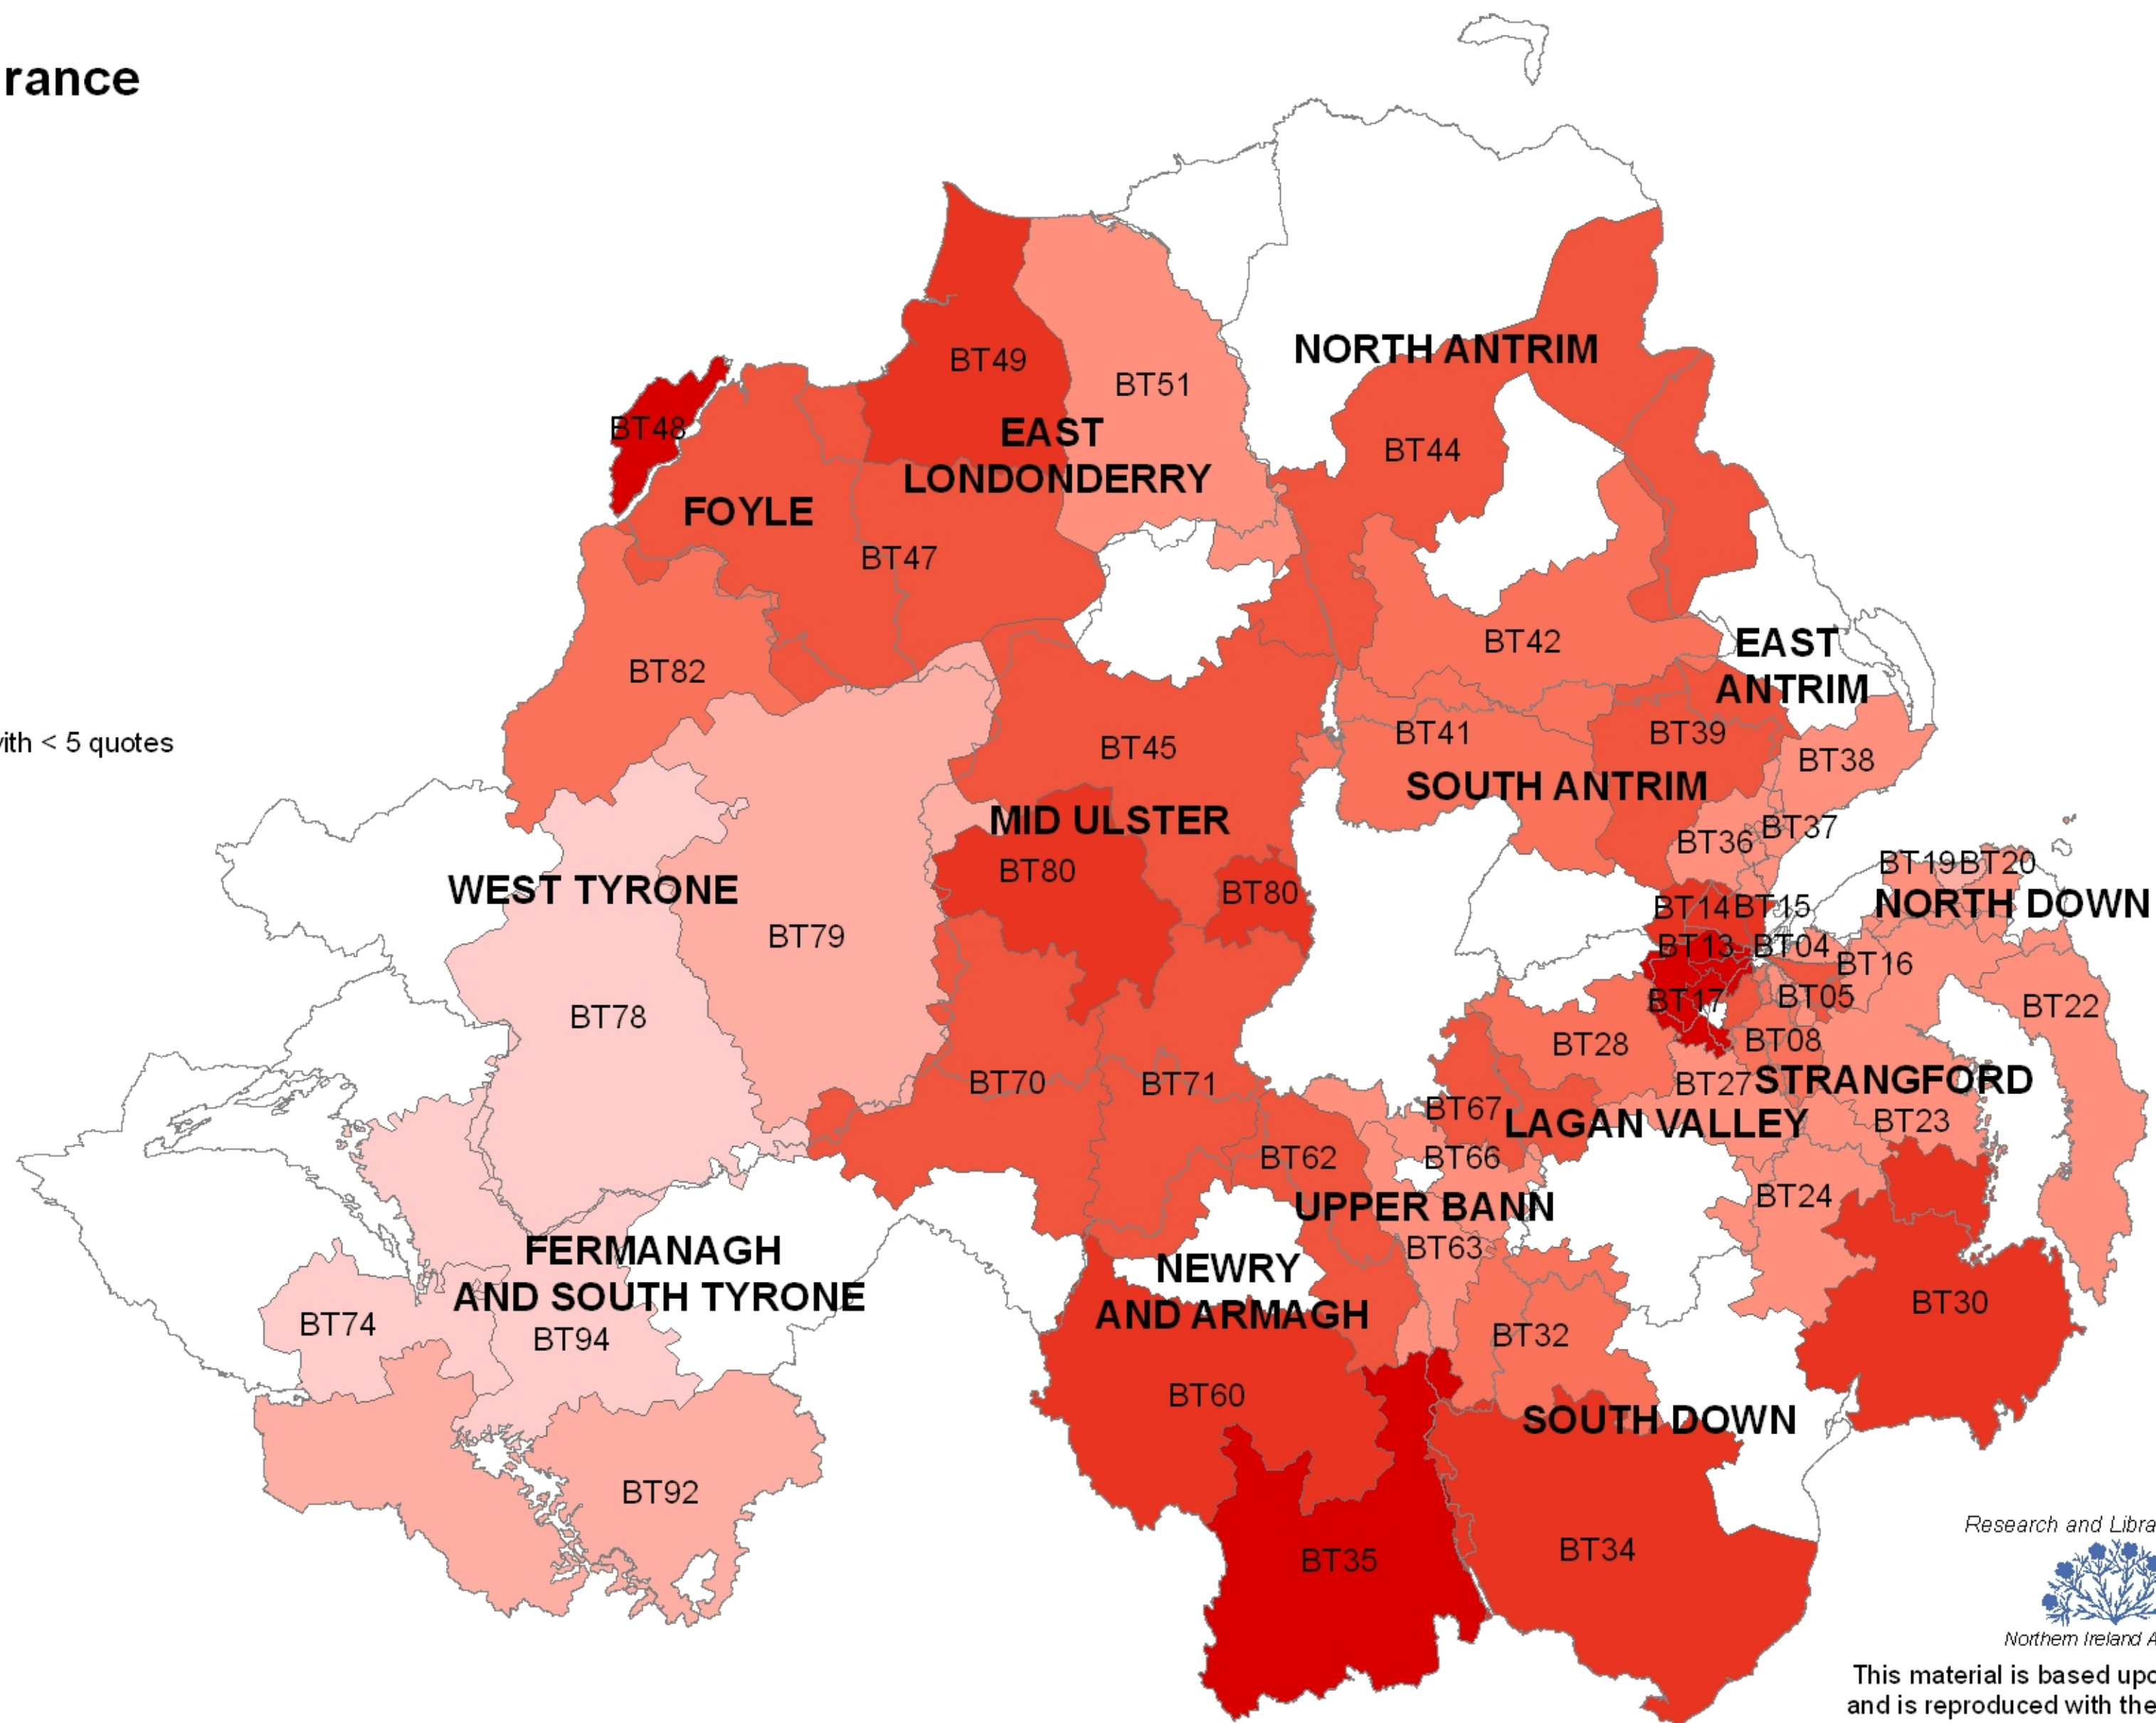 rance
NORTH ANTRIM
BT49
BT51
BT48
EAST
LONDONDERRY
BT44
FOYLE
BT47
BT82
BT42
EAST
ANTRIM
ith < 5 quotes
BT45
BT41
BT39
BT38
SOUTH ANTRIM
MID ULSTER
BT37
BT36
BT80
BT80
BT19
BT20
WEST TYRONE
NORTH DOWN
BT14
BT15
BT79
BT13
BT04
BT16
BT17
BT05
BT22
BT78
BT28
BT08
BT70
BT71
BT27
STRANGFORD
BT67
LAGAN VALLEY
BT23
BT62
BT66
BT24
UPPER BANN
BT63
FERMANAGH
AND SOUTH TYRONE
NEWRY
AND ARMAGH
BT74
BT94
BT32
BT30
BT60
SOUTH DOWN
BT92
BT35
BT34
Research and Libra
Northern Ireland A
This material is based upo
and is reproduced with the